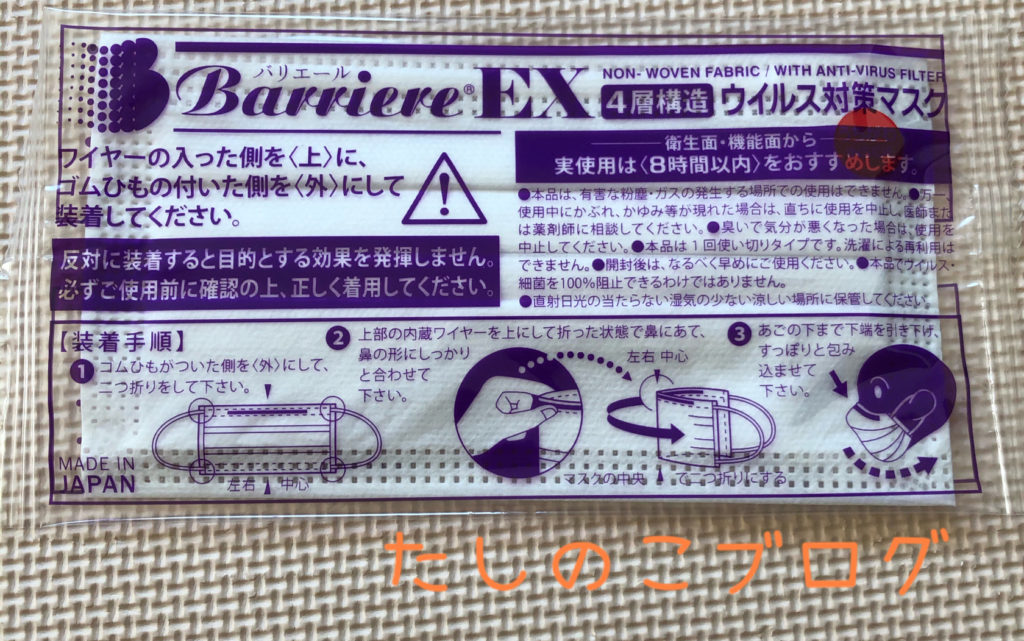 バリエール
Barriere® EX
NON-WOVEN FABRIC / WITH ANTI-VIRUS FILTER
4層構造 ウイルス対策マスク
ワイヤーの入った側を〈上〉に、
ゴムひもの付いた側を〈外〉にして
装着してください。
反対に装着すると目的とする効果を発揮しません。
必ずご使用前に確認の上、正しく着用してください。
衛生面・機能面から
実使用は〈8時間以内〉をおすすめします。
●本品は、有害な粉塵・ガスの発生する場所での使用はできません。●万一、
使用中にかぶれ、かゆみ等が現れた場合は、直ちに使用を中止し、医師また
は薬剤師に相談してください。●臭いで気分が悪くなった場合は、使用を
中止してください。●本品は1回使い切りタイプです。洗濯による再利用は
できません。●開封後は、なるべく早めにご使用ください。●本品でウイルス・
細菌を100%阻止できるわけではありません。
●直射日光の当たらない湿気の少ない涼しい場所に保管してください。
【装着手順】
1 ゴムひもがついた側を〈外〉にして、
二つ折りをして下さい。
左右 中心
2 上部の内蔵ワイヤーを上にして折った状態で鼻にあて、
鼻の形にしっかり
と合わせて
下さい。
左右 中心
マスクの中央 で二つ折りにする
3 あごの下まで下端を引き下げ、
すっぽりと包み
込ませて
下さい。
MADE IN
JAPAN
たしのこブログ